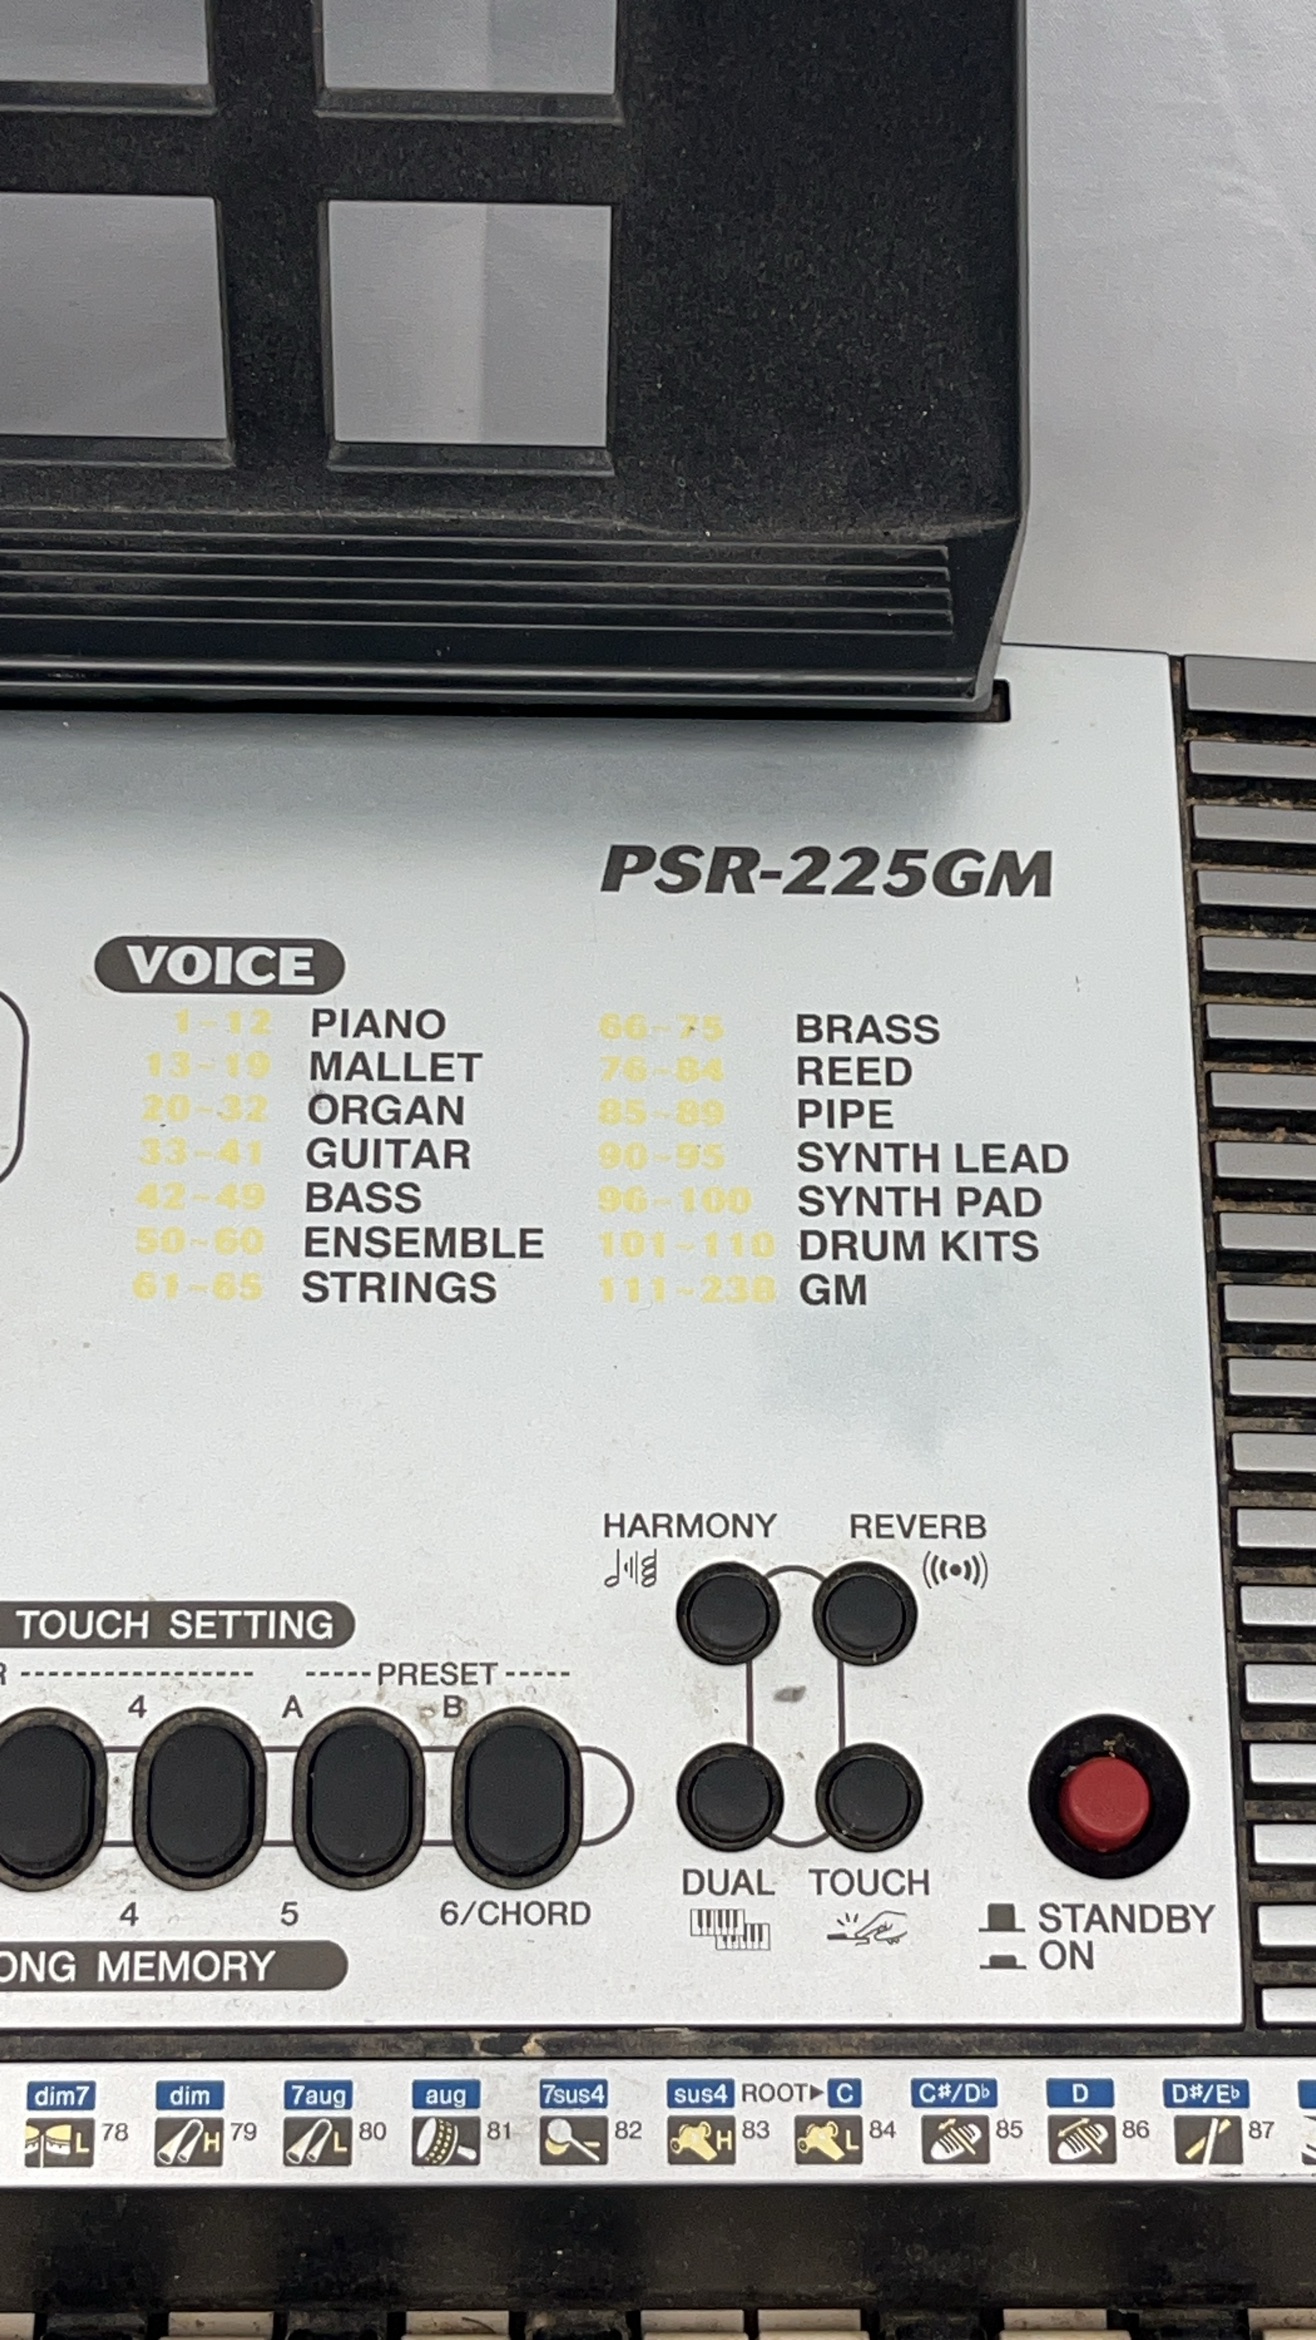 PSR-225GM
VOICE
1~12 PIANO
13~19 MALLET
20~32 ORGAN
33~41 GUITAR
42~49 BASS
50~60 ENSEMBLE
61~65 STRINGS
66~75 BRASS
76~84 REED
85~89 PIPE
90~95 SYNTH LEAD
96~100 SYNTH PAD
101~110 DRUM KITS
111~238 GM
HARMONY REVERB
TOUCH SETTING
R PRESET
4 A B
DUAL TOUCH
4 5 6/CHORD
STANDBY
ON
ONG MEMORY
dim7 dim 7aug aug 7sus4 sus4 ROOT▶ C C#/D♭ D D#/E♭
L 78 H 79 L 80 81 82 H 83 L 84 85 86 87